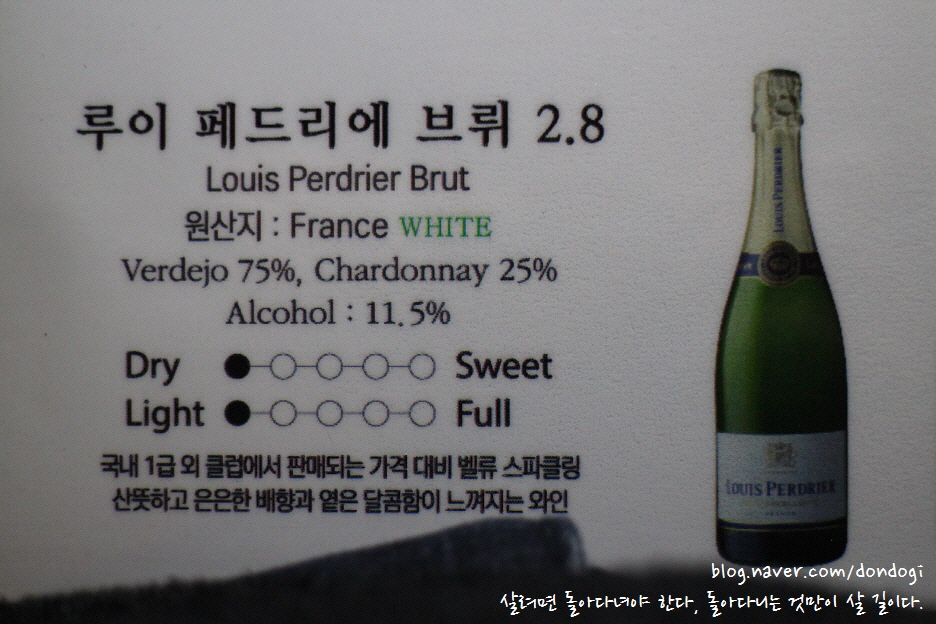 루이 페드리에 브뤼 2.8
Louis Perdrier Brut
원산지 : France WHITE
Verdejo 75%, Chardonnay 25%
Alcohol : 11.5%
Dry Sweet
Light Full
국내 1급 외 클럽에서 판매되는 가격 대비 벨류 스파클링
산뜻하고 은은한 배향과 옅은 달콤함이 느껴지는 와인
LOUIS PERDRIER
LOUIS PERDRIER
blog.naver.com/dondogi
살려면 돌아다녀야 한다, 돌아다니는 것만이 살 길이다.